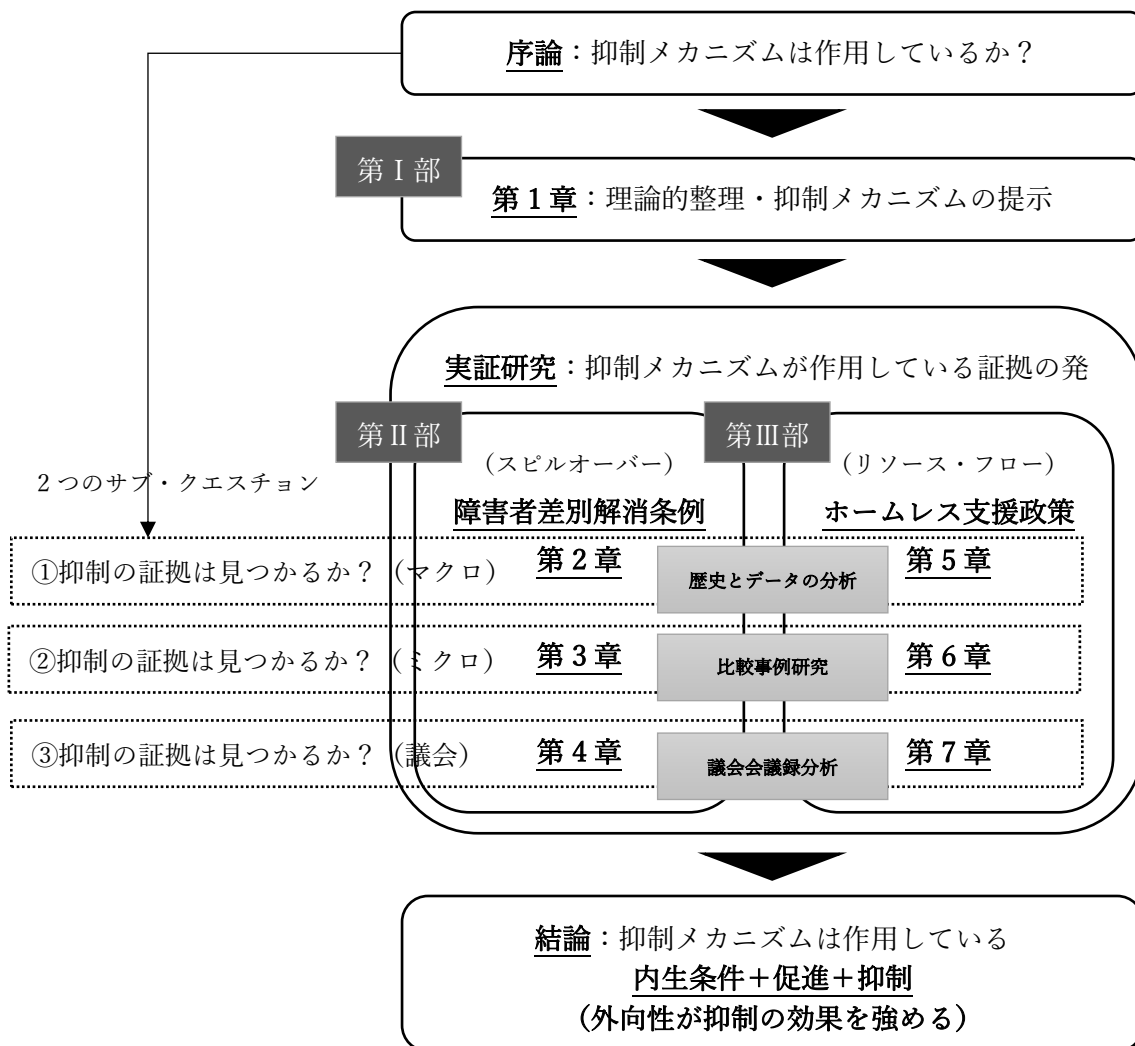 序論：抑制メカニズムは作用しているか？
第Ⅰ部
第1章：理論的整理・抑制メカニズムの提示
実証研究：抑制メカニズムが作用している証拠の発
第Ⅱ部
第Ⅲ部
（スピルオーバー）
（リソース・フロー）
2つのサブ・クエスチョン
障害者差別解消条例
ホームレス支援政策
①抑制の証拠は見つかるか？（マクロ）
第2章
歴史とデータの分析
第5章
②抑制の証拠は見つかるか？（ミクロ）
第3章
比較事例研究
第6章
③抑制の証拠は見つかるか？（議会）
第4章
議会会議録分析
第7章
結論：抑制メカニズムは作用している
内生条件＋促進＋抑制
（外向性が抑制の効果を強める）